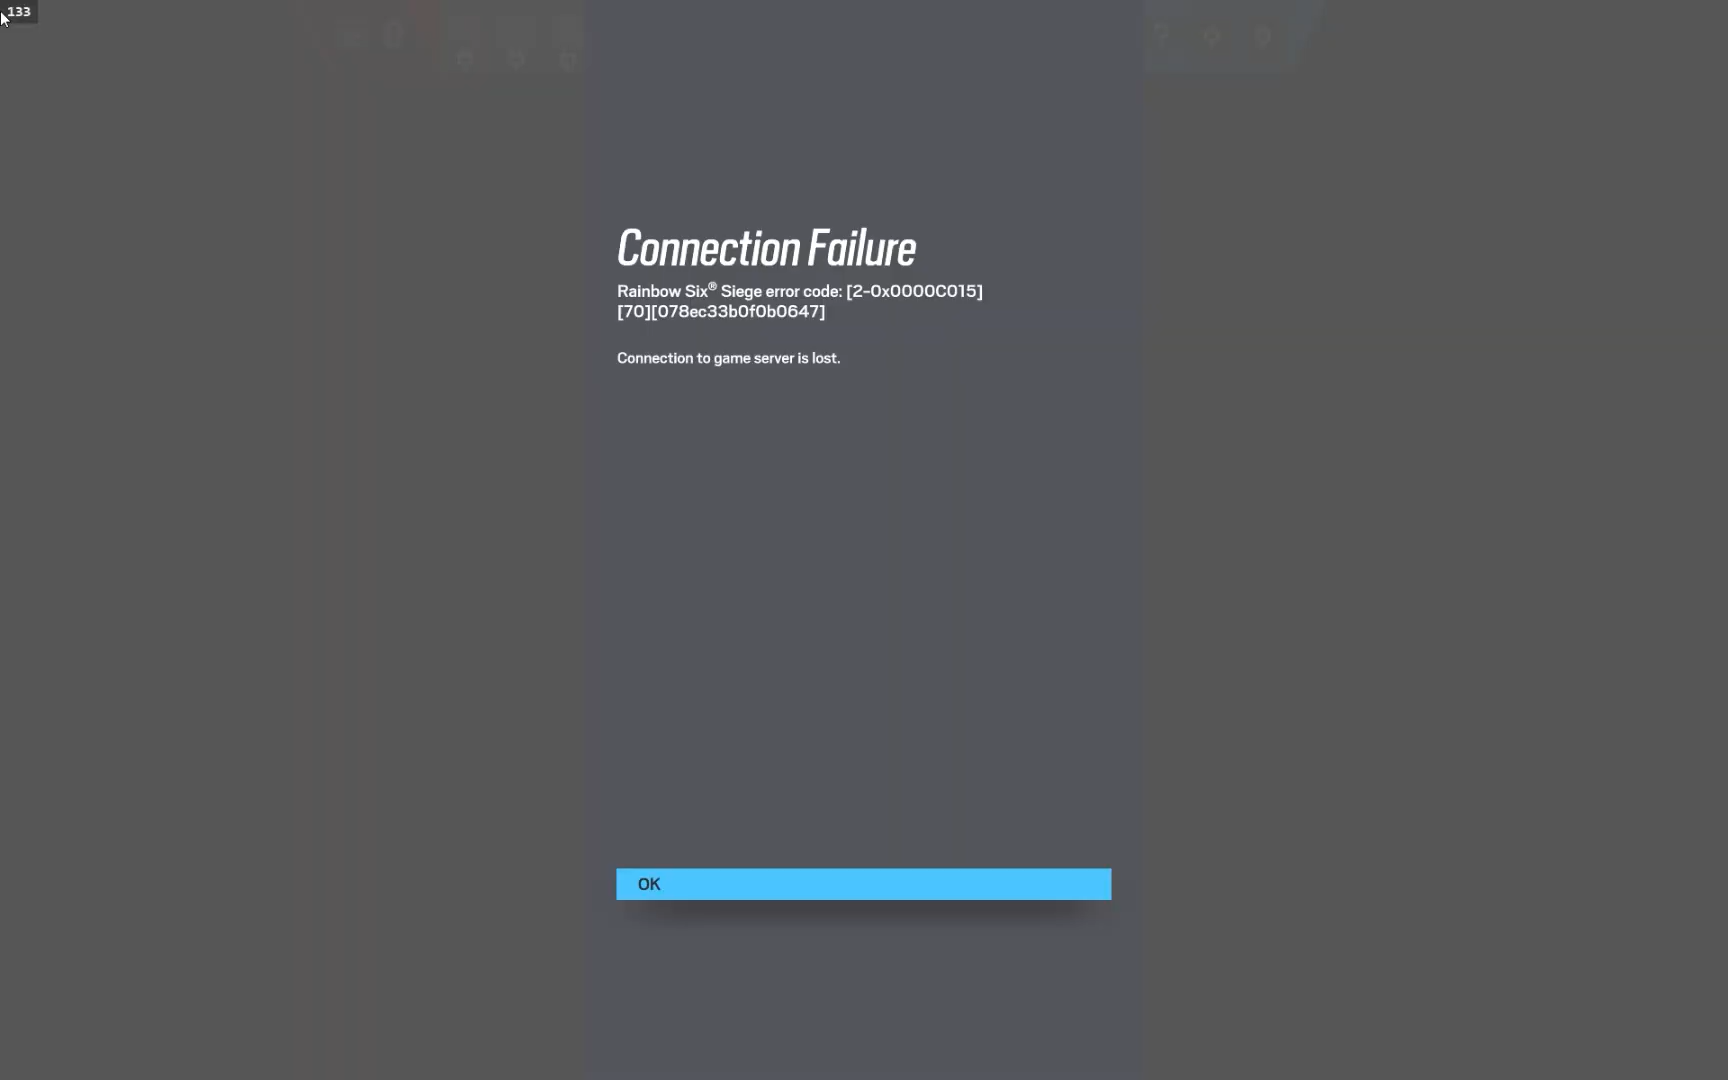 133
Connection Failure
Rainbow Six® Siege error code: [2-0x0000C015]
[70][078ec33b0f0b0647]
Connection to game server is lost.
OK